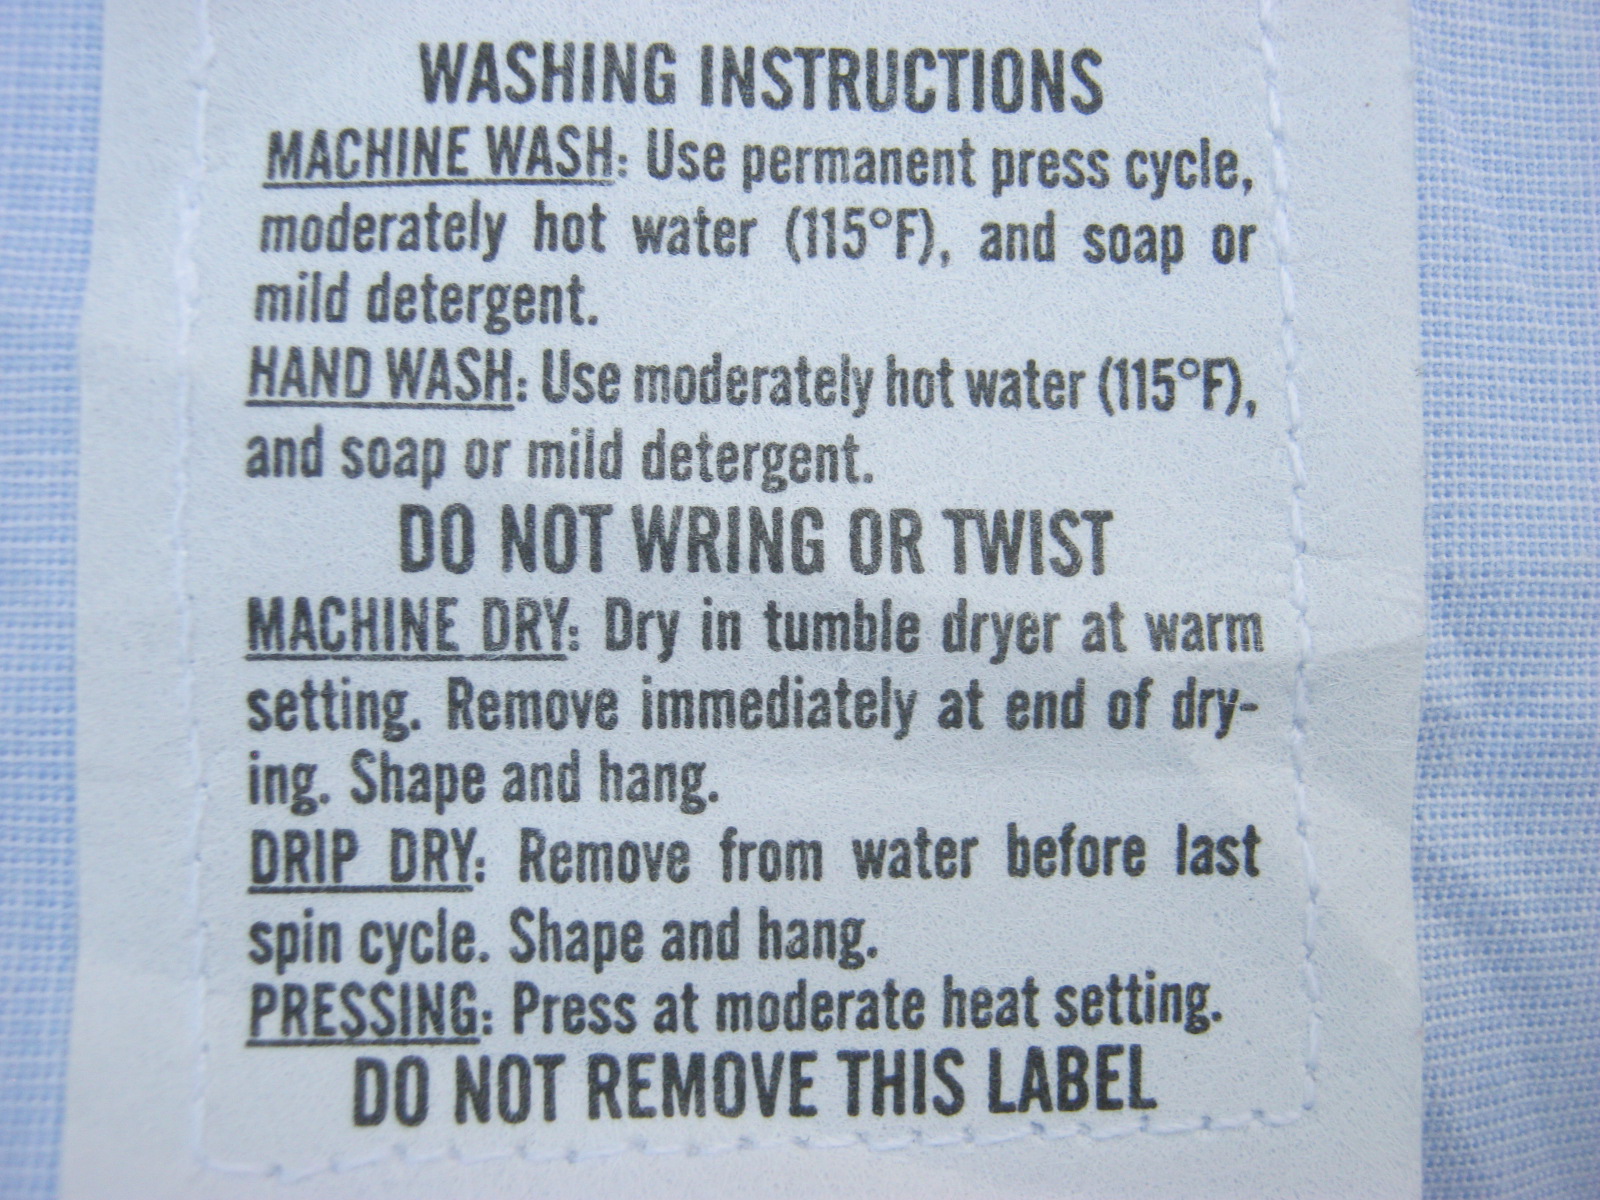 WASHING INSTRUCTIONS
MACHINE WASH: Use permanent press cycle,
moderately hot water (115°F), and soap or
mild detergent.
HAND WASH: Use moderately hot water (115°F),
and soap or mild detergent.
DO NOT WRING OR TWIST
MACHINE DRY: Dry in tumble dryer at warm
setting. Remove immediately at end of dry-
ing. Shape and hang.
DRIP DRY: Remove from water before last
spin cycle. Shape and hang.
PRESSING: Press at moderate heat setting.
DO NOT REMOVE THIS LABEL